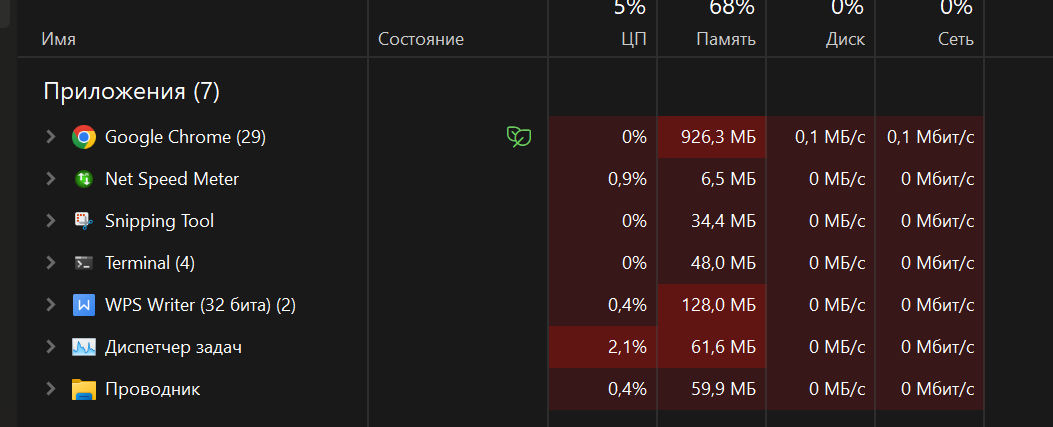 5% 68% 0% 0%
Имя Состояние ЦП Память Диск Сеть
Приложения (7)
Google Chrome (29) 0% 926,3 МБ 0,1 МБ/с 0,1 Мбит/с
Net Speed Meter 0,9% 6,5 МБ 0 МБ/с 0 Мбит/с
Snipping Tool 0% 34,4 МБ 0 МБ/с 0 Мбит/с
Terminal (4) 0% 48,0 МБ 0 МБ/с 0 Мбит/с
WPS Writer (32 бита) (2) 0,4% 128,0 МБ 0 МБ/с 0 Мбит/с
Диспетчер задач 2,1% 61,6 МБ 0 МБ/с 0 Мбит/с
Проводник 0,4% 59,9 МБ 0 МБ/с 0 Мбит/с